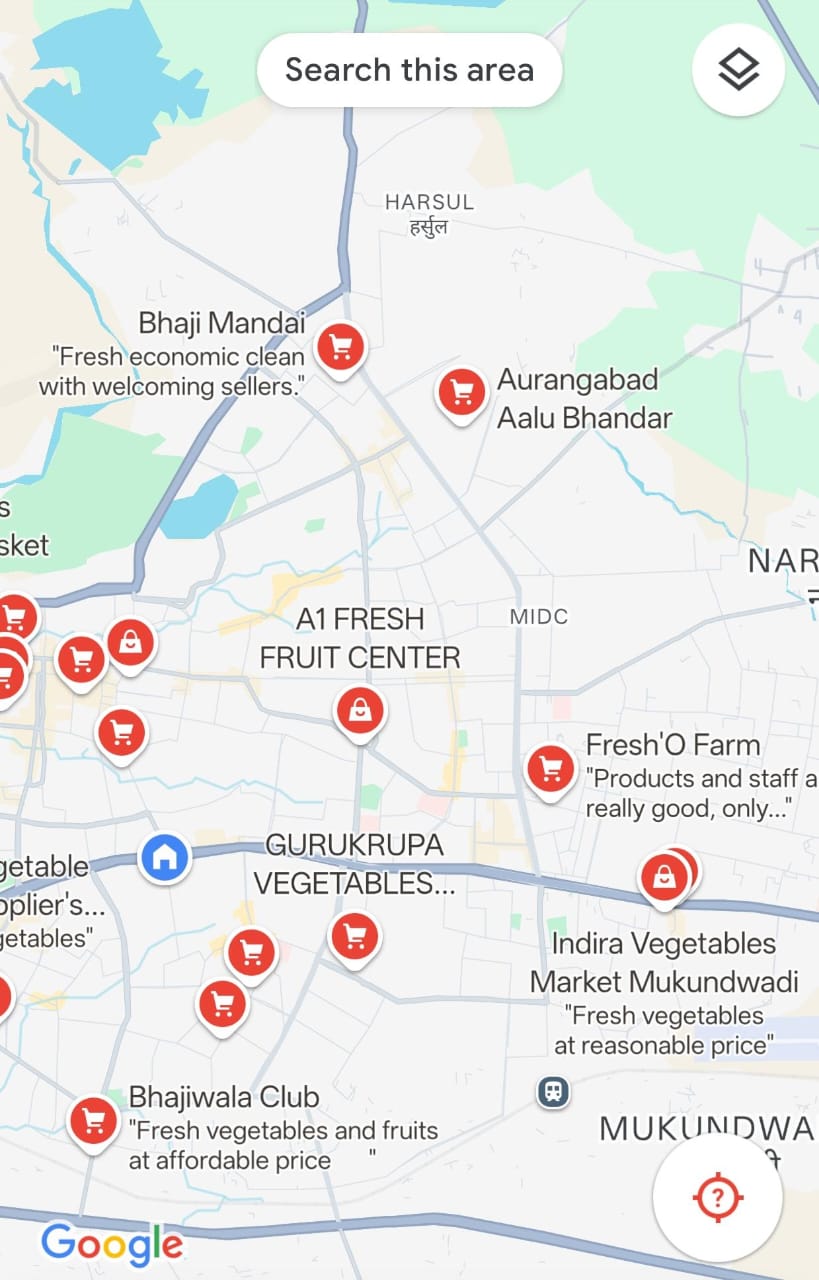 Search this area
HARSUL
हर्सुल
Bhaji Mandai
"Fresh economic clean
with welcoming sellers."
Aurangabad
Aalu Bhandar
s
sket
NAR
A1 FRESH
FRUIT CENTER
MIDC
Fresh'O Farm
"Products and staff a
really good, only..."
GURUKRUPA
VEGETABLES...
getable
pplier's...
getables"
Indira Vegetables
Market Mukundwadi
"Fresh vegetables
at reasonable price"
Bhajiwala Club
"Fresh vegetables and fruits
at affordable price "
MUKUNDWA
?
Google